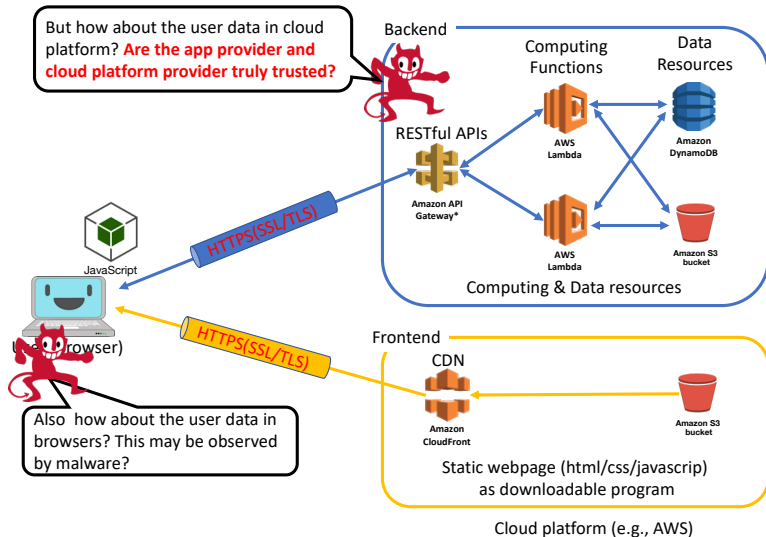 But how about the user data in cloud
platform? Are the app provider and
cloud platform provider truly trusted?
Backend
Computing
Functions
Data
Resources
RESTful APIs
AWS
Lambda
Amazon
DynamoDB
Amazon API
Gateway*
HTTPS(SSL/TLS)
JavaScript
AWS
Lambda
Amazon S3
bucket
Computing & Data resources
HTTPS(SSL/TLS)
Frontend
rowser)
CDN
Amazon
CloudFront
Amazon S3
bucket
Also how about the user data in
browsers? This may be observed
by malware?
Static webpage (html/css/javascrip)
as downloadable program
Cloud platform (e.g., AWS)